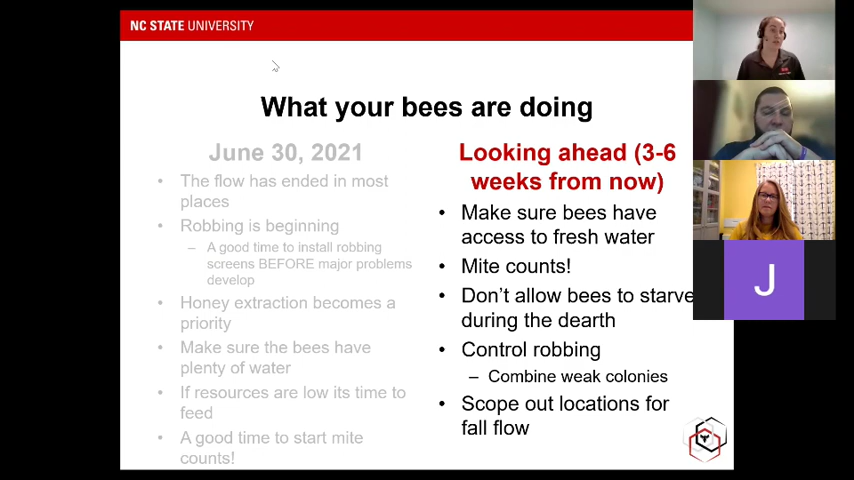 NC STATE UNIVERSITY
What your bees are doing
June 30, 2021
• The flow has ended in most
places
• Robbing is beginning
– A good time to install robbing
screens BEFORE major problems
develop
• Honey extraction becomes a
priority
• Make sure the bees have
plenty of water
• If resources are low its time to
feed
• A good time to start mite
counts!
Looking ahead (3-6
weeks from now)
• Make sure bees have
access to fresh water
• Mite counts!
• Don't allow bees to starve
during the dearth
• Control robbing
– Combine weak colonies
• Scope out locations for
fall flow
J